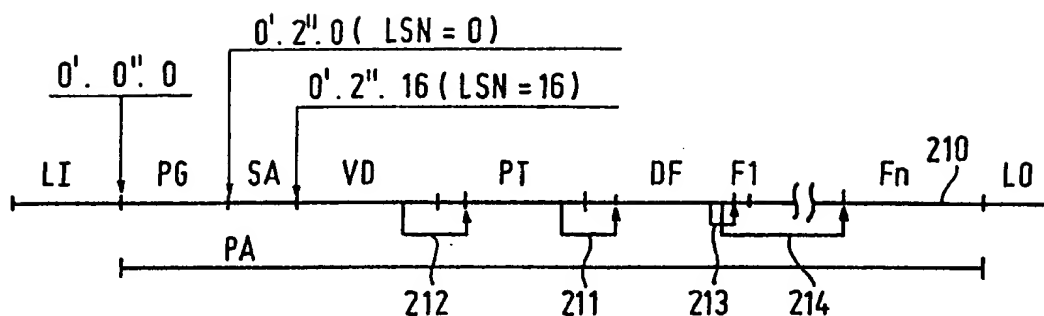 0'. 2''. 0 ( LSN = 0)
0'. 0''. 0
0'. 2''. 16 ( LSN = 16)
LI PG SA VD PT DF F1 Fn 210 LO
PA
212 211 213 214